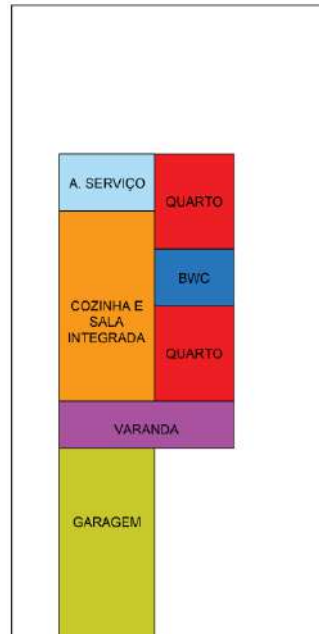 A. SERVIÇO
QUARTO
BWC
COZINHA E
SALA
INTEGRADA
QUARTO
VARANDA
GARAGEM